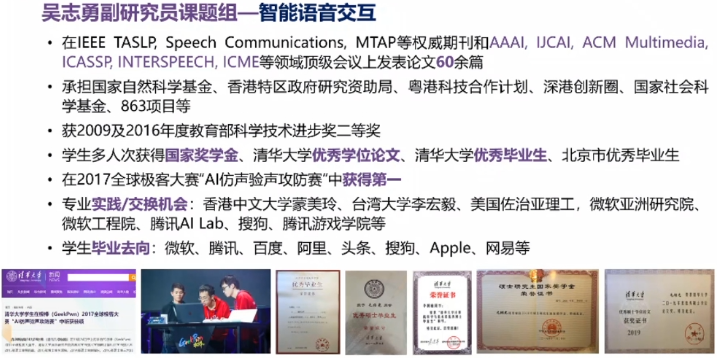 吴志勇副研究员课题组—智能语音交互
• 在IEEE TASLP, Speech Communications, MTAP等权威期刊和AAAI, IJCAI, ACM Multimedia,
ICASSP, INTERSPEECH, ICME等领域顶级会议上发表论文60余篇
• 承担国家自然科学基金、香港特区政府研究资助局、粤港科技合作计划、深港创新圈、国家社会科
学基金、863项目等
• 获2009及2016年度教育部科学技术进步奖二等奖
• 学生多人次获得国家奖学金、清华大学优秀学位论文、清华大学优秀毕业生、北京市优秀毕业生
• 在2017全球极客大赛“AI仿声验声攻防赛”中获得第一
• 专业实践/交换机会：香港中文大学蒙美玲、台湾大学李宏毅、美国佐治亚理工，微软亚洲研究院、
微软工程院、腾讯AI Lab、搜狗、腾讯游戏学院等
• 学生毕业去向：微软、腾讯、百度、阿里、头条、搜狗、Apple、网易等
清华大学
清华大学学生在极棒（GeekPwn）2017全球极客大
赛“AI仿声验声攻防赛”中斩获桂冠
GeekPwn
优秀毕业生
荣誉证书
硕士研究生国家奖学金
荣誉证书
清华大学
获奖证书
2019